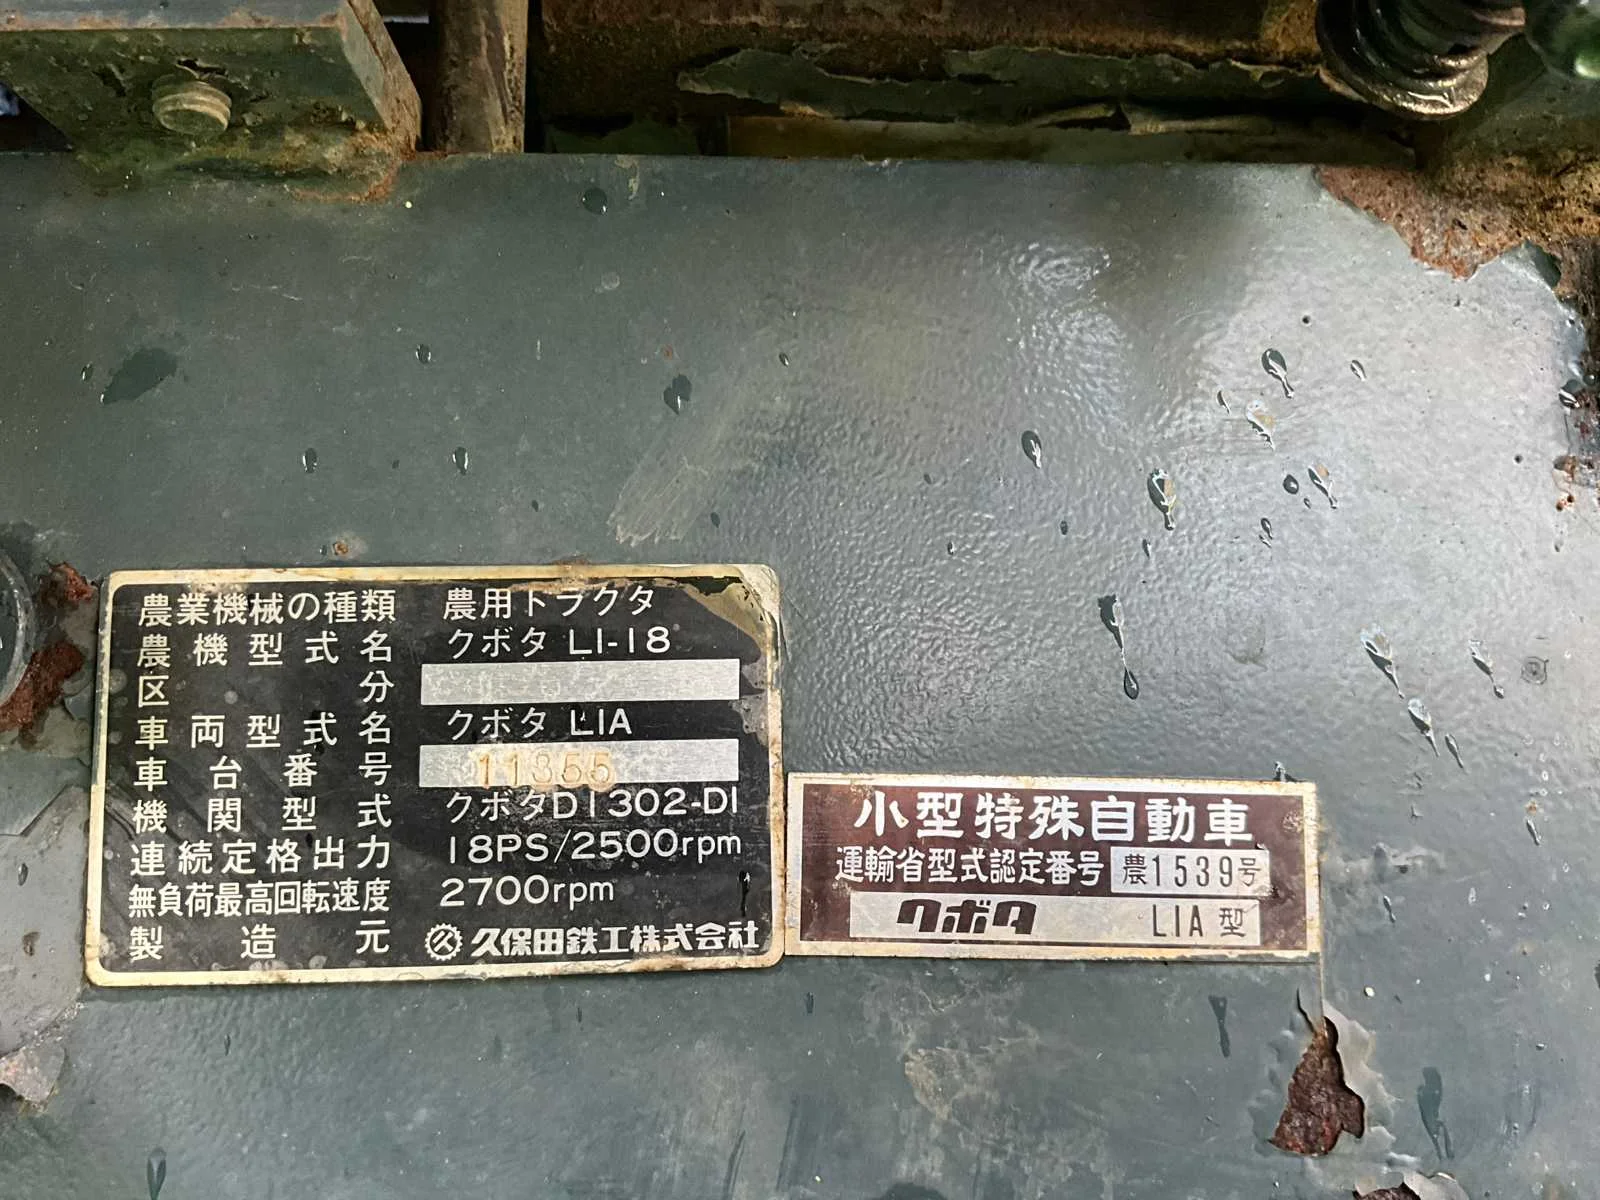 農業機械の種類 農用トラクタ
農機型式名 クボタ L1-18
区分
車両型式名 クボタ L1A
車台番号 11355
機関型式 クボタD1302-D1
連続定格出力 18PS/2500rpm
無負荷最高回転速度 2700rpm
製造元 久保田鉄工株式会社
小型特殊自動車
運輸省型式認定番号 農1539号
クボタ L1A型